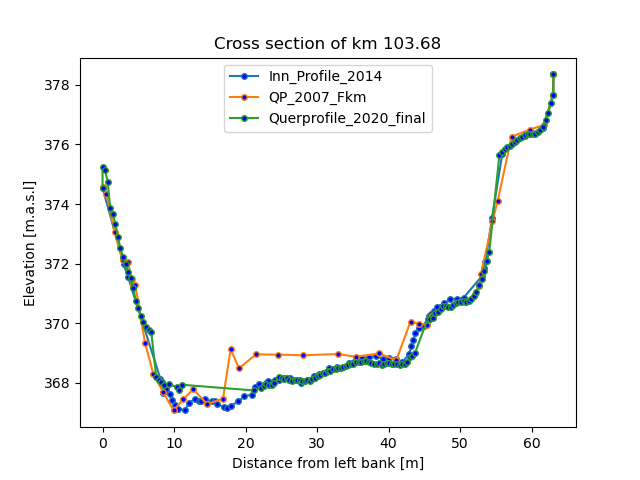 Cross section of km 103.68
Inn_Profile_2014
QP_2007_Fkm
Querprofile_2020_final
Elevation [m.a.s.l]
378
376
374
372
370
368
0 10 20 30 40 50 60
Distance from left bank [m]